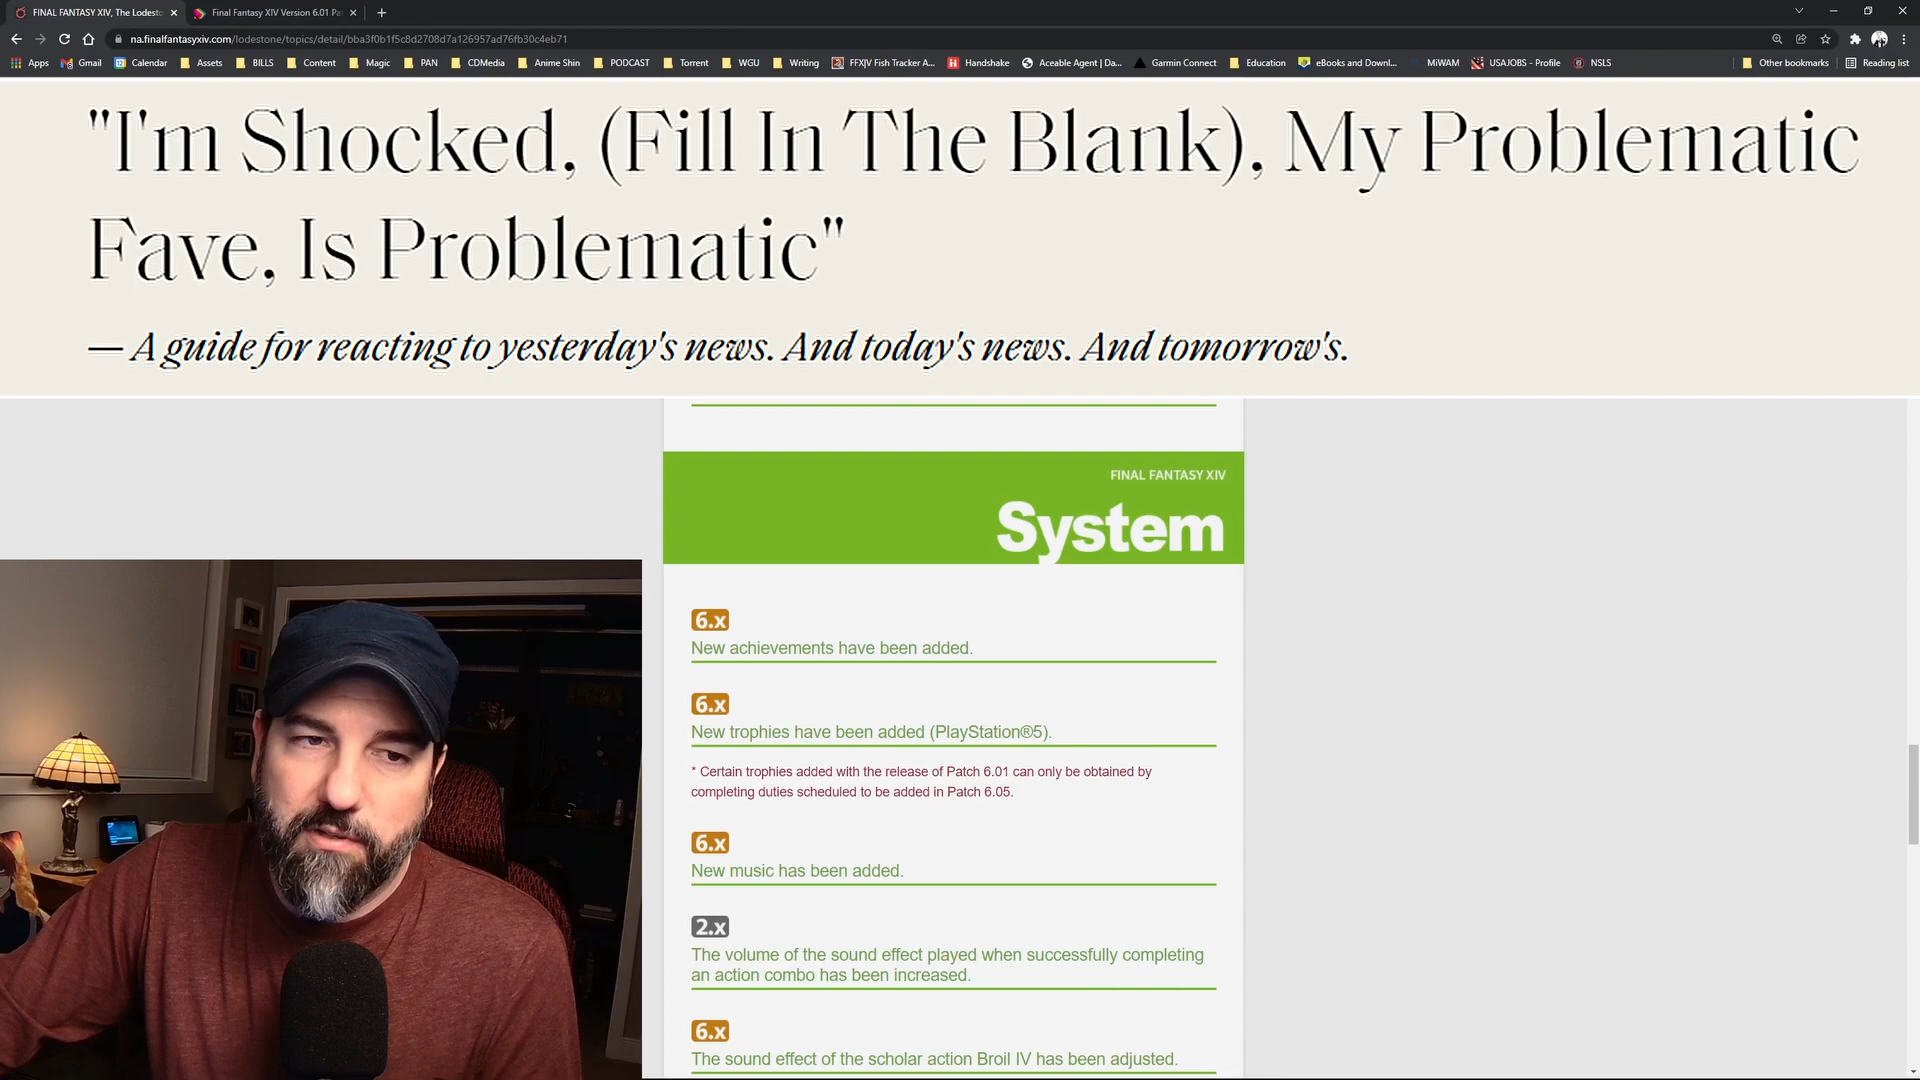 FINAL FANTASY XIV, The Lodesto
Final Fantasy XIV Version 6.01 Pa
na.finalfantasyxiv.com/lodestone/topics/detail/bba3f0b1f5c8d2708d7a126957ad76fb30c4eb71
Apps Gmail Calendar Assets BILLS Content Magic PAN CDMedia Anime Shin PODCAST Torrent WGU Writing FFXJV Fish Tracker A... Handshake Aceable Agent | Da... Garmin Connect Education eBooks and Downl... MiWAM USAJOBS - Profile NSLS Other bookmarks Reading list
"I'm Shocked, (Fill In The Blank), My Problematic
Fave, Is Problematic"
— A guide for reacting to yesterday's news. And today's news. And tomorrow's.
FINAL FANTASY XIV
System
6.x
New achievements have been added.
6.x
New trophies have been added (PlayStation®5).
* Certain trophies added with the release of Patch 6.01 can only be obtained by
completing duties scheduled to be added in Patch 6.05.
6.x
New music has been added.
2.x
The volume of the sound effect played when successfully completing
an action combo has been increased.
6.x
The sound effect of the scholar action Broil IV has been adjusted.